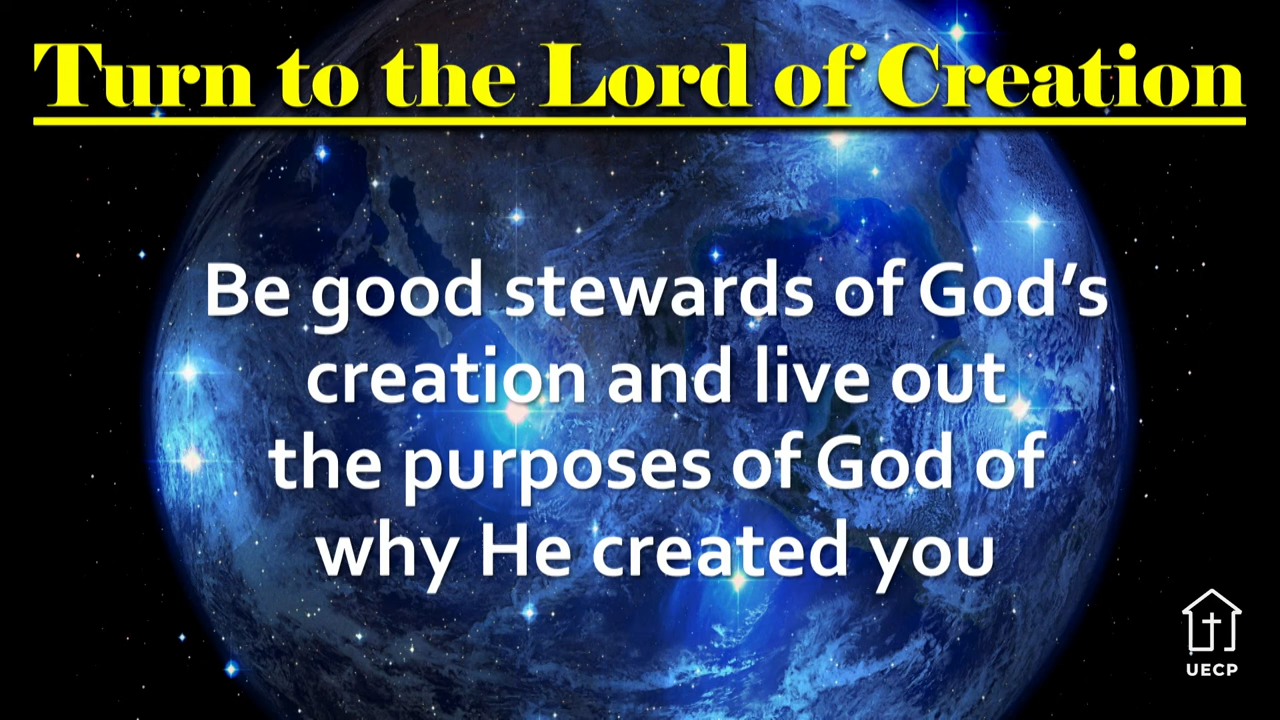 Turn to the Lord of Creation
Be good stewards of God’s
creation and live out
the purposes of God of
why He created you
UECP